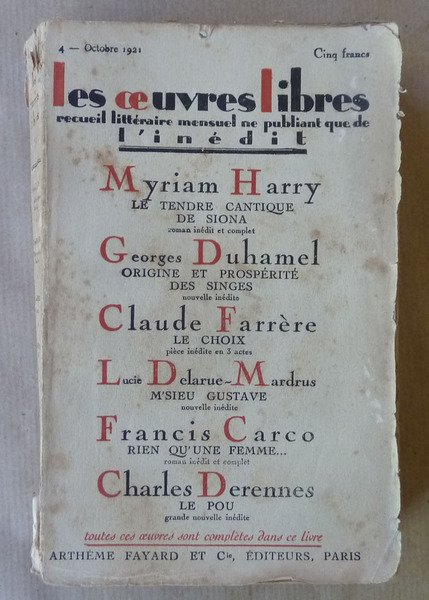 4 — Octobre 1921 Cinq francs
les œuvres libres
recueil littéraire mensuel ne publiant que de
l'inédit
Myriam Harry
LE TENDRE CANTIQUE
DE SIONA
roman inédit et complet
Georges Duhamel
ORIGINE ET PROSPÉRITÉ
DES SINGES
nouvelle inédite
Claude Farrère
LE CHOIX
pièce inédite en 3 actes
Lucie Delarue-Mardrus
M'SIEU GUSTAVE
nouvelle inédite
Francis Carco
RIEN QU'UNE FEMME...
roman inédit et complet
Charles Derennes
LE POU
grande nouvelle inédite
toutes ces œuvres sont complètes dans ce livre
ARTHÈME FAYARD ET Cie, ÉDITEURS, PARIS